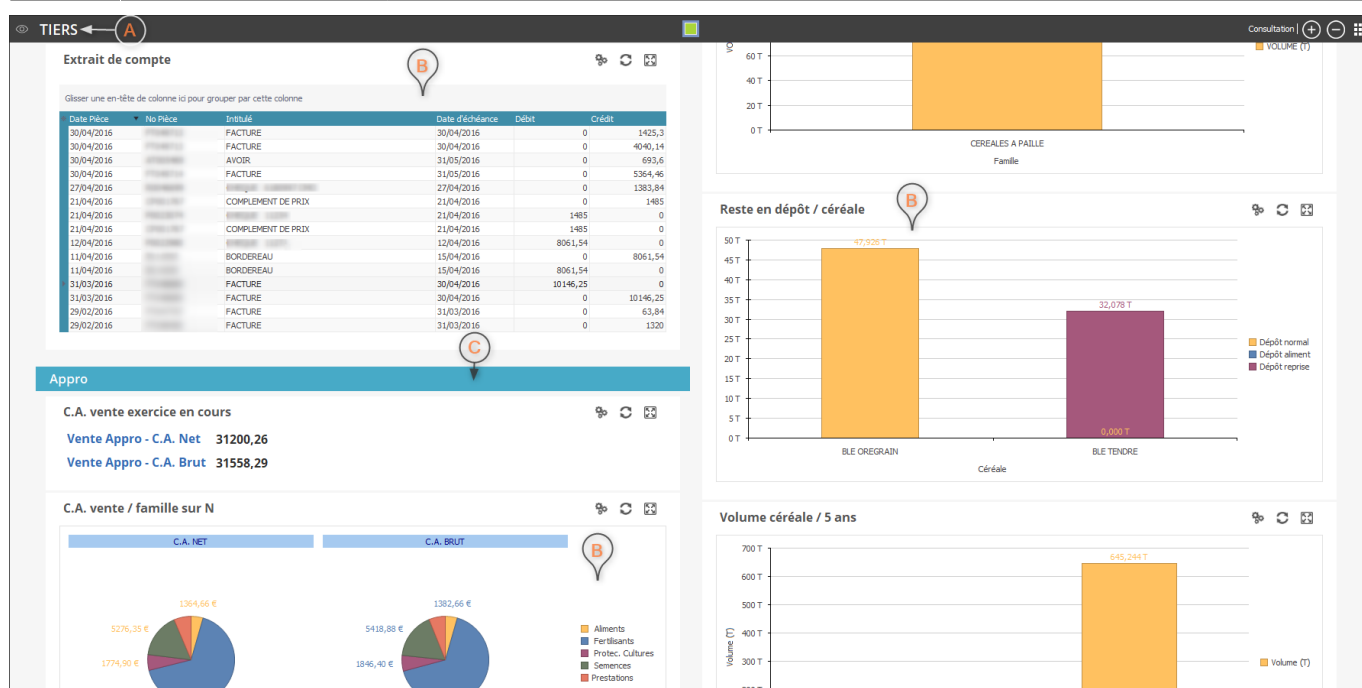 TIERS
A
Consultation |
Extrait de compte
B
Glisser une en-tête de colonne ici pour grouper par cette colonne
Date Pièce No Pièce Intitulé Date d'échéance Débit Crédit
30/04/2016 FACTURE 30/04/2016 0 1425,3
30/04/2016 FACTURE 30/04/2016 0 4040,14
30/04/2016 AVOIR 31/05/2016 0 693,6
30/04/2016 FACTURE 31/05/2016 0 5364,46
27/04/2016 27/04/2016 0 1383,84
21/04/2016 COMPLEMENT DE PRIX 21/04/2016 0 1485
21/04/2016 21/04/2016 1485 0
21/04/2016 COMPLEMENT DE PRIX 21/04/2016 1485 0
12/04/2016 12/04/2016 8061,54 0
11/04/2016 BORDEREAU 15/04/2016 0 8061,54
11/04/2016 BORDEREAU 15/04/2016 8061,54 0
31/03/2016 FACTURE 30/04/2016 10146,25 0
31/03/2016 FACTURE 30/04/2016 0 10146,25
29/02/2016 FACTURE 31/03/2016 0 63,84
29/02/2016 FACTURE 31/03/2016 0 1320
C
Appro
C.A. vente exercice en cours
Vente Appro - C.A. Net 31200,26
Vente Appro - C.A. Brut 31558,29
C.A. vente / famille sur N
C.A. NET C.A. BRUT
B
1364,66 € 1382,66 €
5276,35 € 5418,88 €
1774,90 € 1846,40 €
Aliments
Fertilisants
Protec. Cultures
Semences
Prestations
VOLUME (T)
60 T
40 T
20 T
0 T
CEREALES A PAILLE
Famille
Reste en dépôt / céréale
B
50 T
45 T
40 T
35 T
30 T
25 T
20 T
15 T
10 T
5 T
0 T
47,926 T
32,078 T
0,000 T
BLE OREGRAIN BLE TENDRE
Céréale
Dépôt normal
Dépôt aliment
Dépôt reprise
Volume céréale / 5 ans
700 T
600 T
500 T
400 T
300 T
645,244 T
Volume (T)
Volume (T)